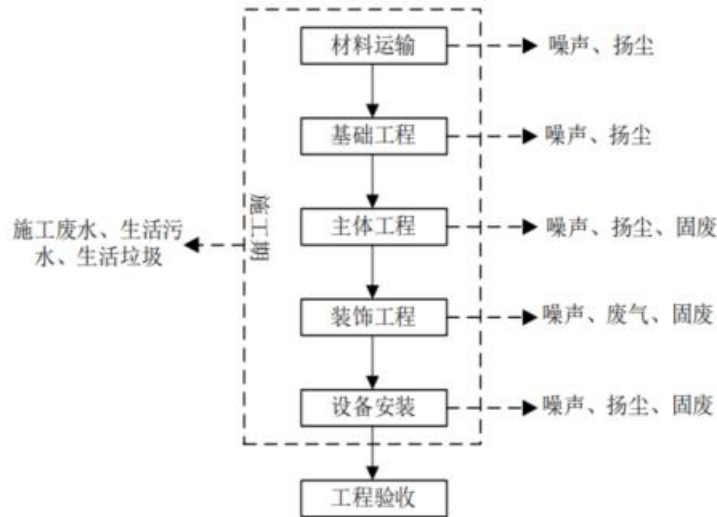 材料运输
噪声、扬尘
基础工程
噪声、扬尘
施工期
施工废水、生活污
水、生活垃圾
主体工程
噪声、扬尘、固废
装饰工程
噪声、废气、固废
设备安装
噪声、扬尘、固废
工程验收